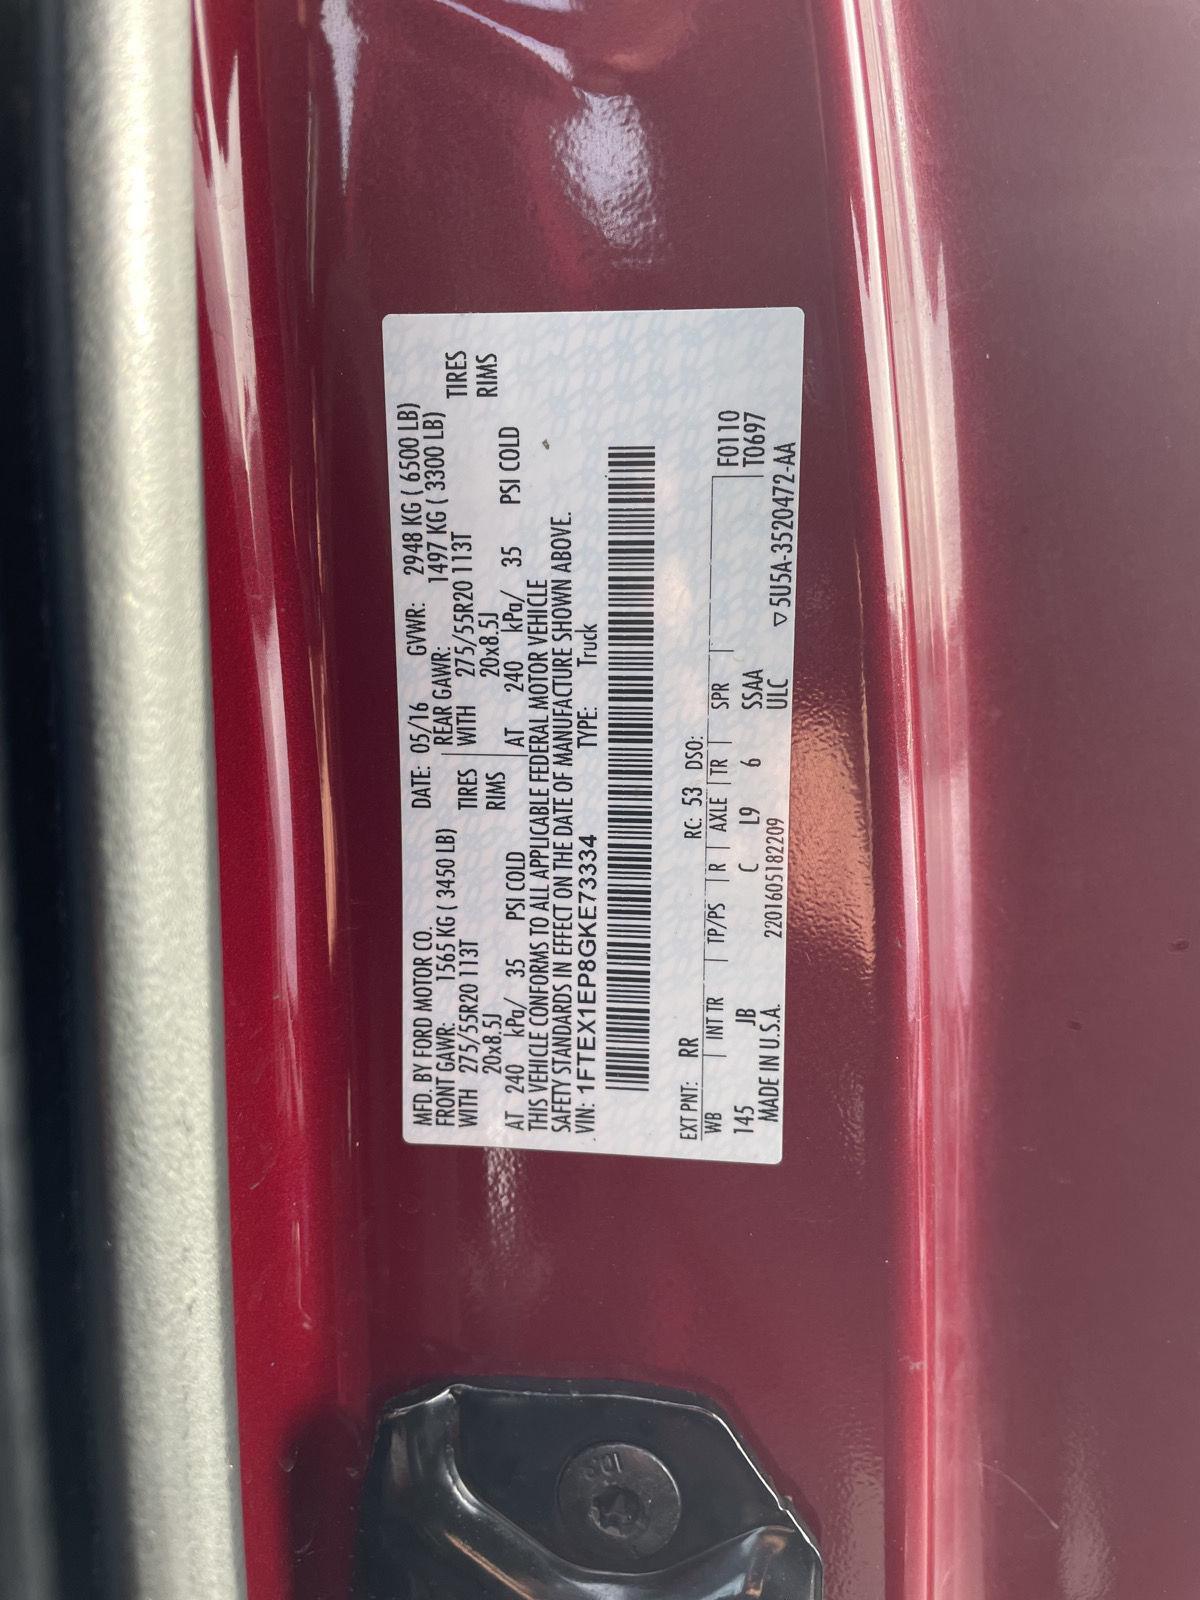 MFD. BY FORD MOTOR CO. DATE: 05/16 GVWR: 2948 KG ( 6500 LB)
FRONT GAWR: 1565 KG ( 3450 LB) REAR GAWR: 1497 KG ( 3300 LB)
WITH 275/55R20 113T TIRES WITH 275/55R20 113T TIRES
20x8.5J RIMS 20x8.5J RIMS
AT 240 kPa/ 35 PSI COLD AT 240 kPa/ 35 PSI COLD
THIS VEHICLE CONFORMS TO ALL APPLICABLE FEDERAL MOTOR VEHICLE
SAFETY STANDARDS IN EFFECT ON THE DATE OF MANUFACTURE SHOWN ABOVE.
VIN: 1FTEX1EP8GKE73334 TYPE: Truck
EXT PNT: RR RC: 53 DSO:
WB | INT TR | TP/PS | R | AXLE | TR | SPR | F0110
145 JB C L9 6 SSAA T0697
MADE IN U.S.A. 220160518​2209 ULC ▽5U5A-3520472-AA